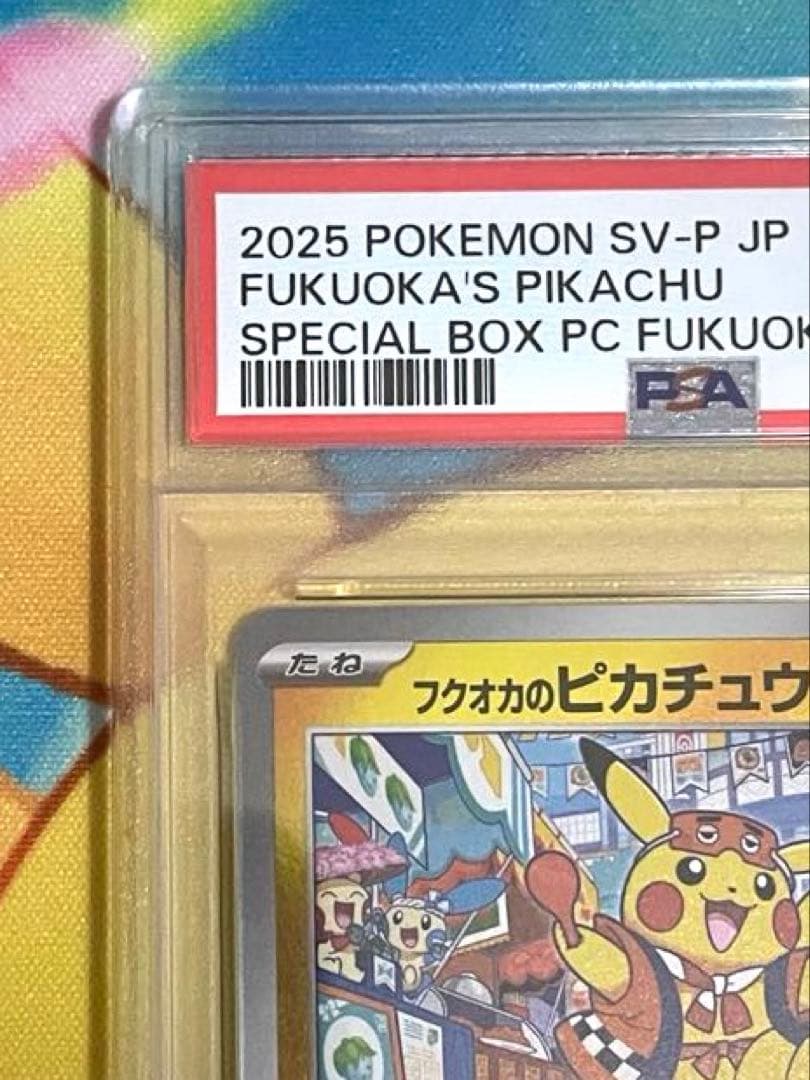 2025 POKEMON SV-P JP
FUKUOKA'S PIKACHU
SPECIAL BOX PC FUKUOK
PSA
たね
フクオカのピカチュウ